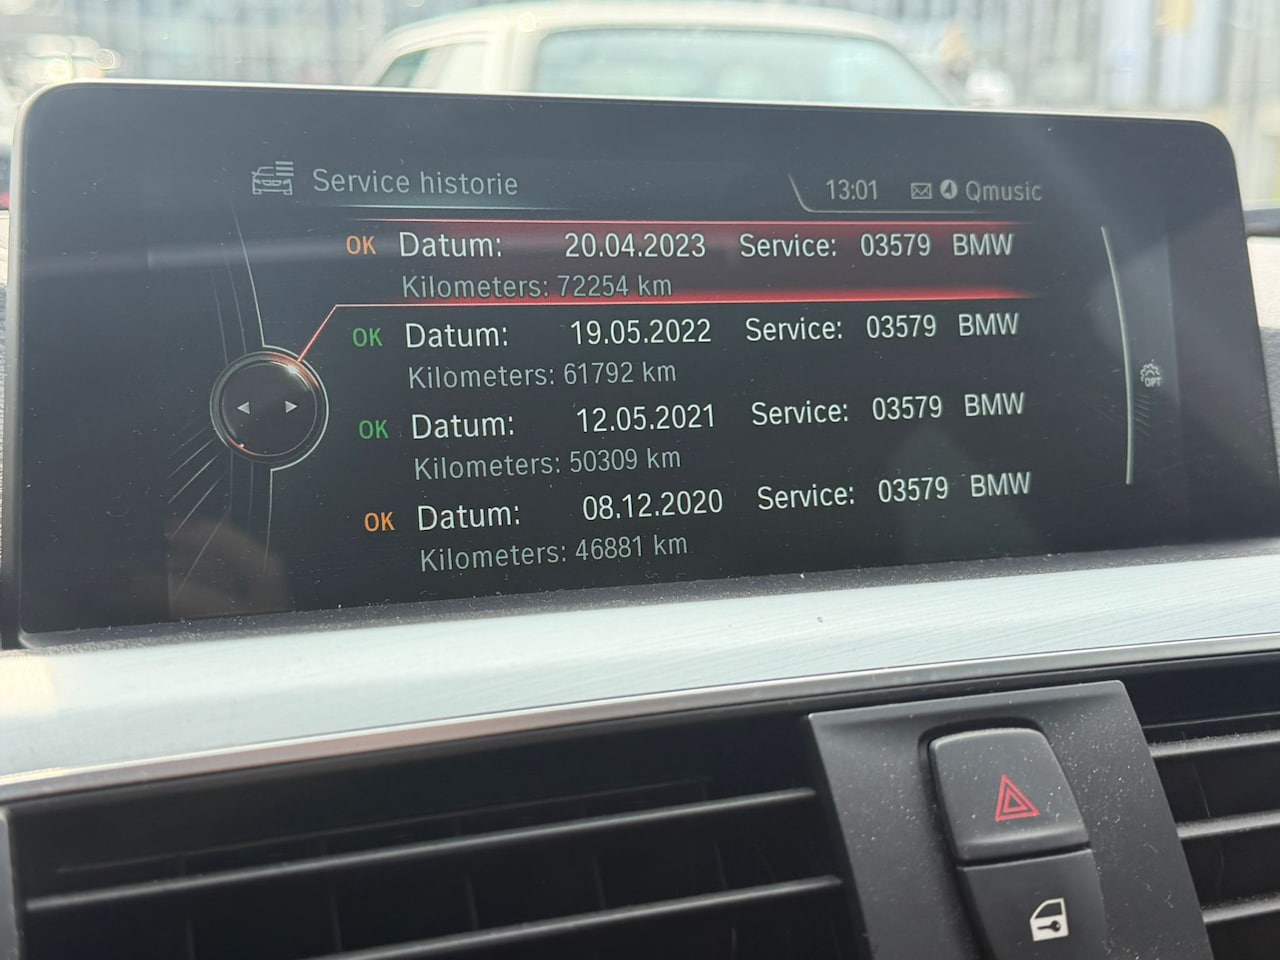 Service historie
13:01 Qmusic
OK Datum: 20.04.2023 Service: 03579 BMW
Kilometers: 72254 km
OK Datum: 19.05.2022 Service: 03579 BMW
Kilometers: 61792 km
OK Datum: 12.05.2021 Service: 03579 BMW
Kilometers: 50309 km
OK Datum: 08.12.2020 Service: 03579 BMW
Kilometers: 46881 km
OPT